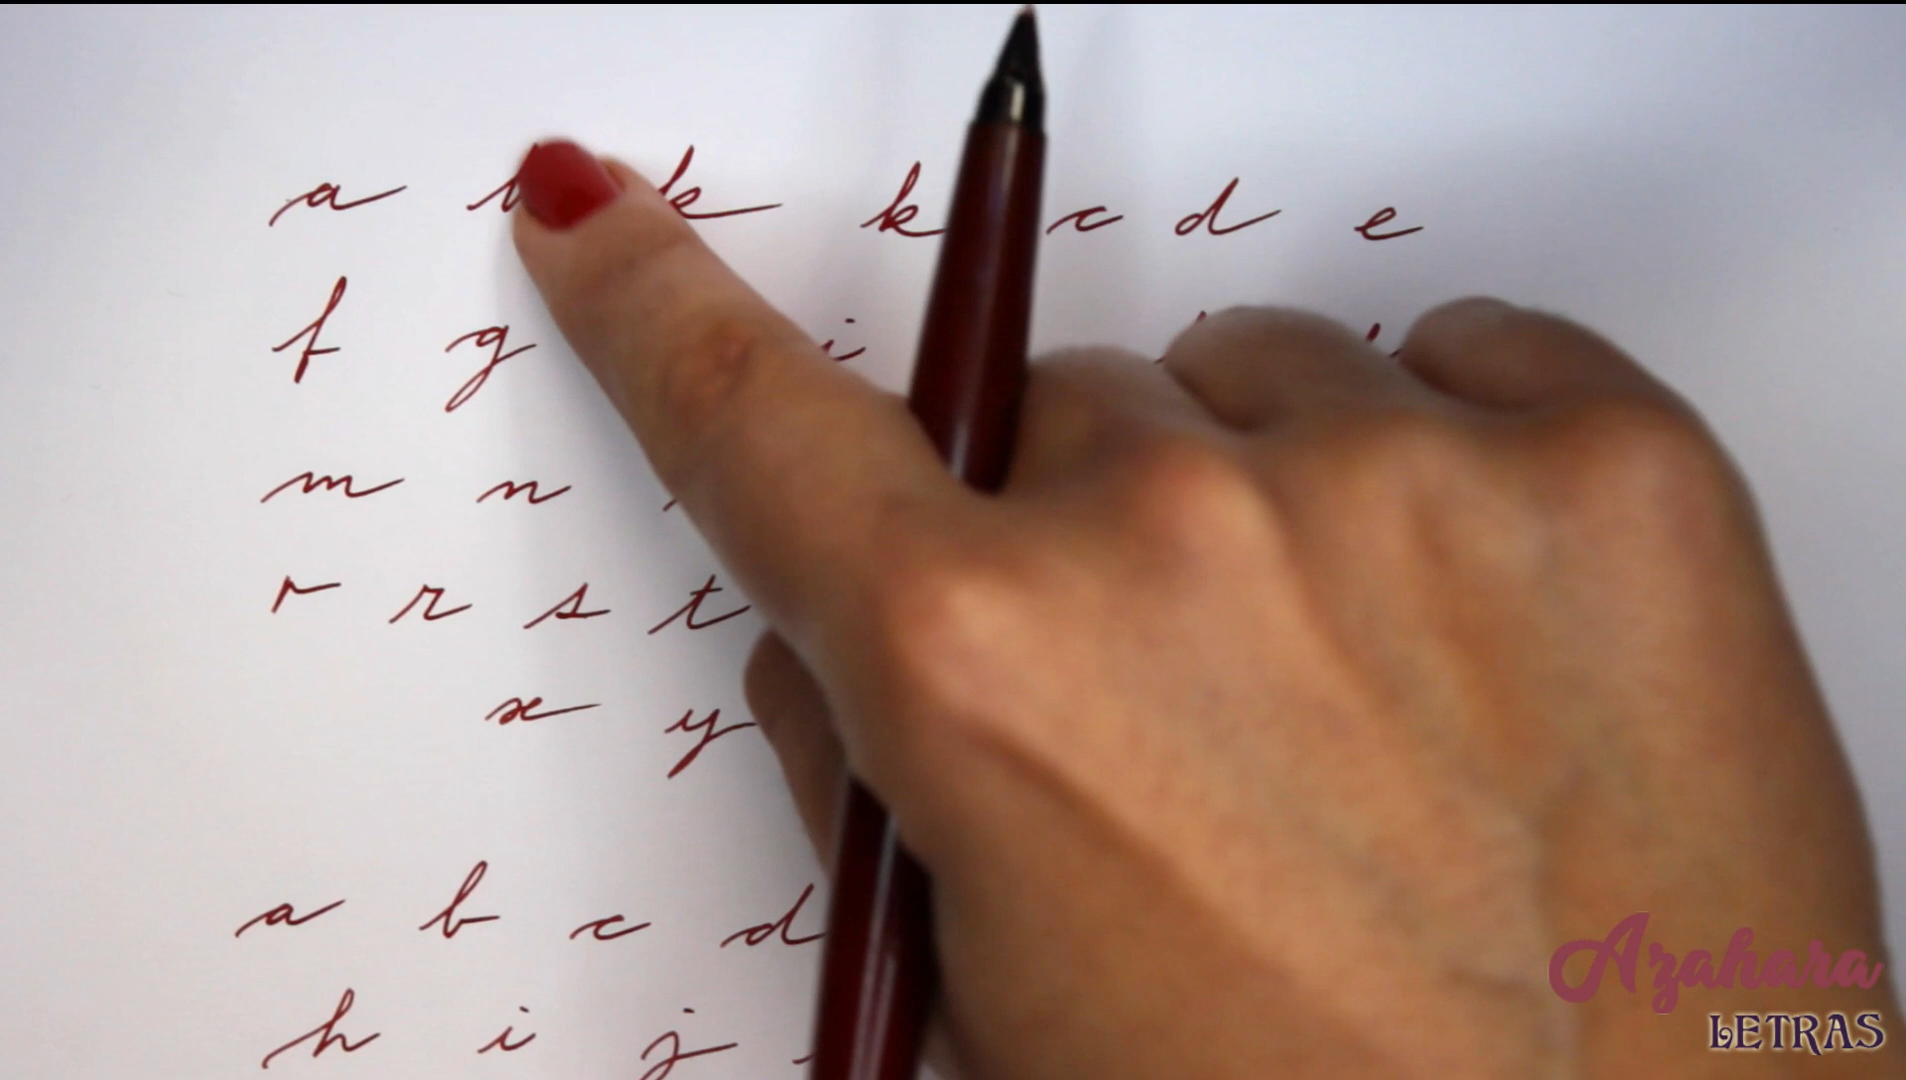 a k k c d e
f g i
m n
r r s t
x y
a b c d
h i j
Azahara
LETRAS